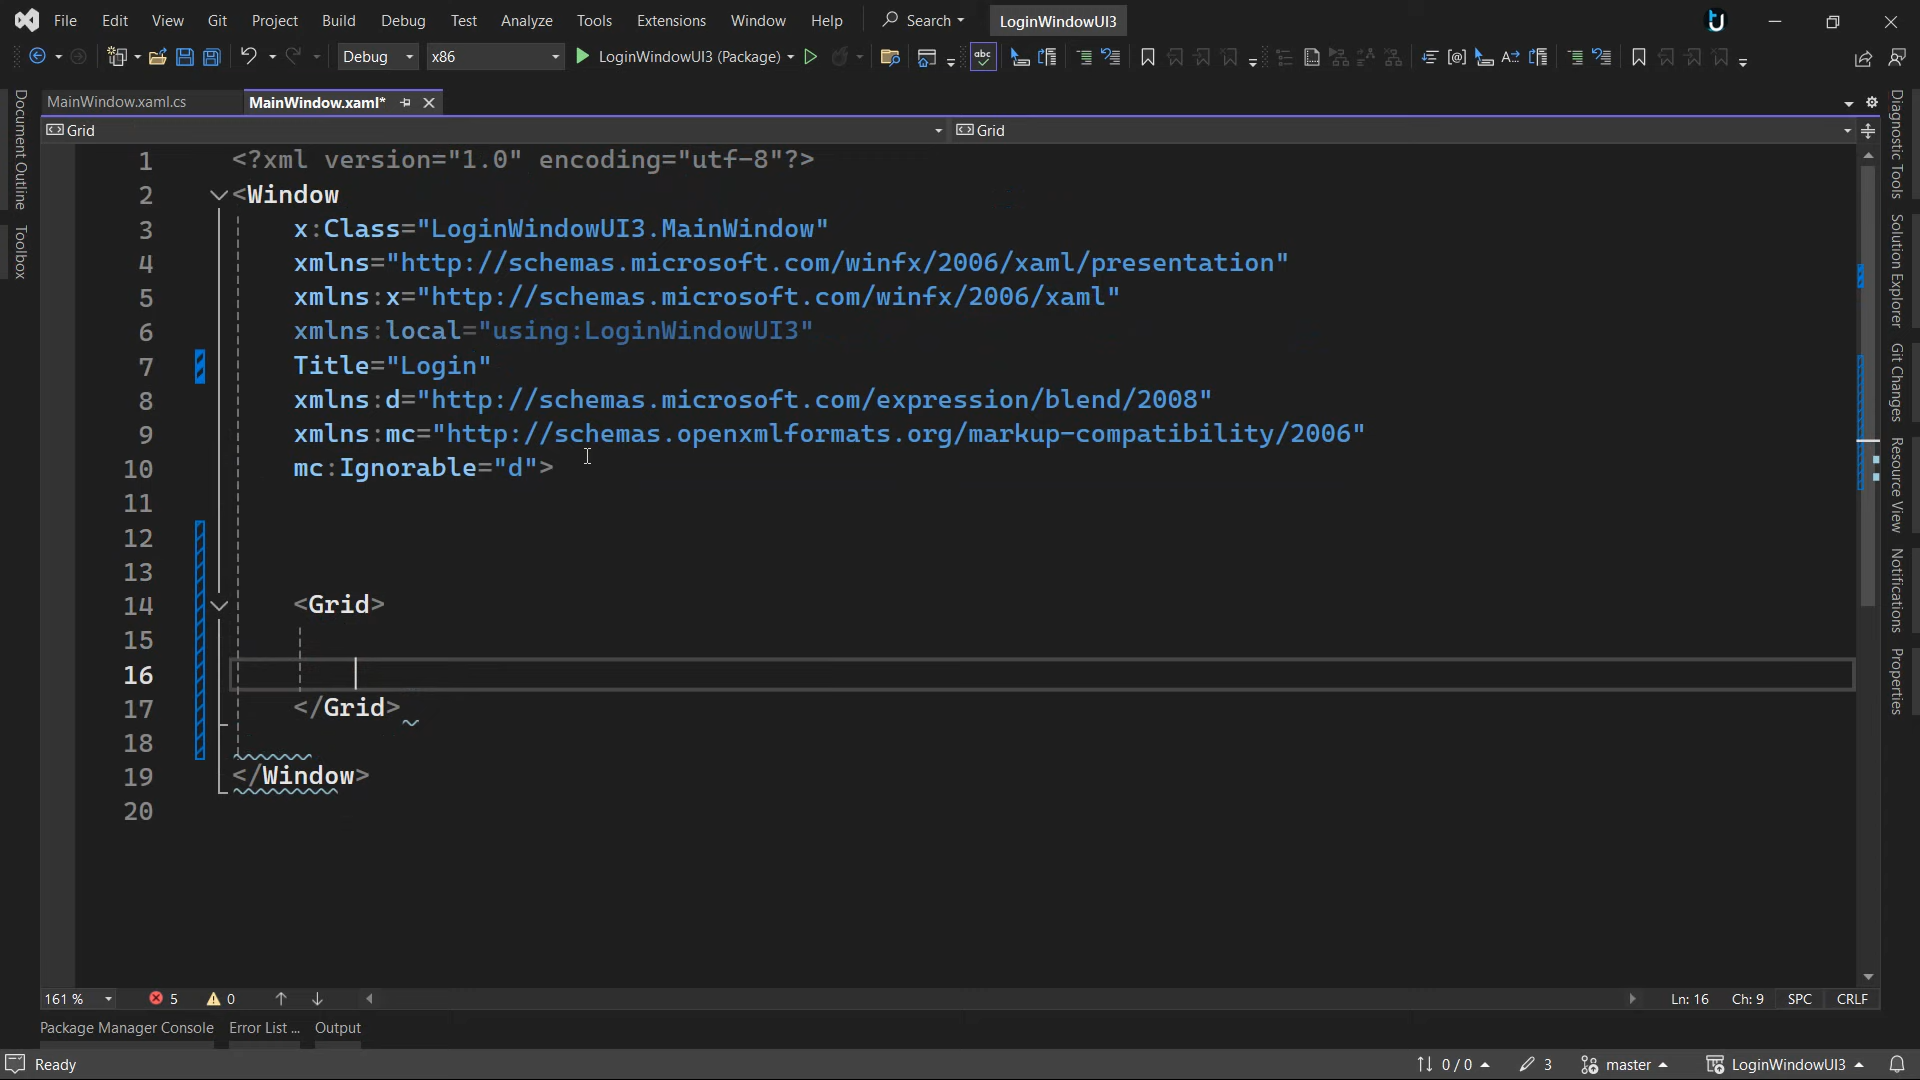 File Edit View Git Project Build Debug Test Analyze Tools Extensions Window Help Search LoginWindowUI3
Debug x86 LoginWindowUI3 (Package)
MainWindow.xaml.cs MainWindow.xaml*
Grid Grid
1 <?xml version="1.0" encoding="utf-8"?>
2 <Window
3 x:Class="LoginWindowUI3.MainWindow"
4 xmlns="http://schemas.microsoft.com/winfx/2006/xaml/presentation"
5 xmlns:x="http://schemas.microsoft.com/winfx/2006/xaml"
6 xmlns:local="using:LoginWindowUI3"
7 Title="Login"
8 xmlns:d="http://schemas.microsoft.com/expression/blend/2008"
9 xmlns:mc="http://schemas.openxmlformats.org/markup-compatibility/2006"
10 mc:Ignorable="d">
11
12
13
14 <Grid>
15
16
17 </Grid>
18
19 </Window>
20
Document Outline
Toolbox
Diagnostic Tools
Solution Explorer
Git Changes
Resource View
Notifications
Properties
161 % 5 0 Ln: 16 Ch: 9 SPC CRLF
Package Manager Console Error List ... Output
Ready 0 / 0 3 master LoginWindowUI3